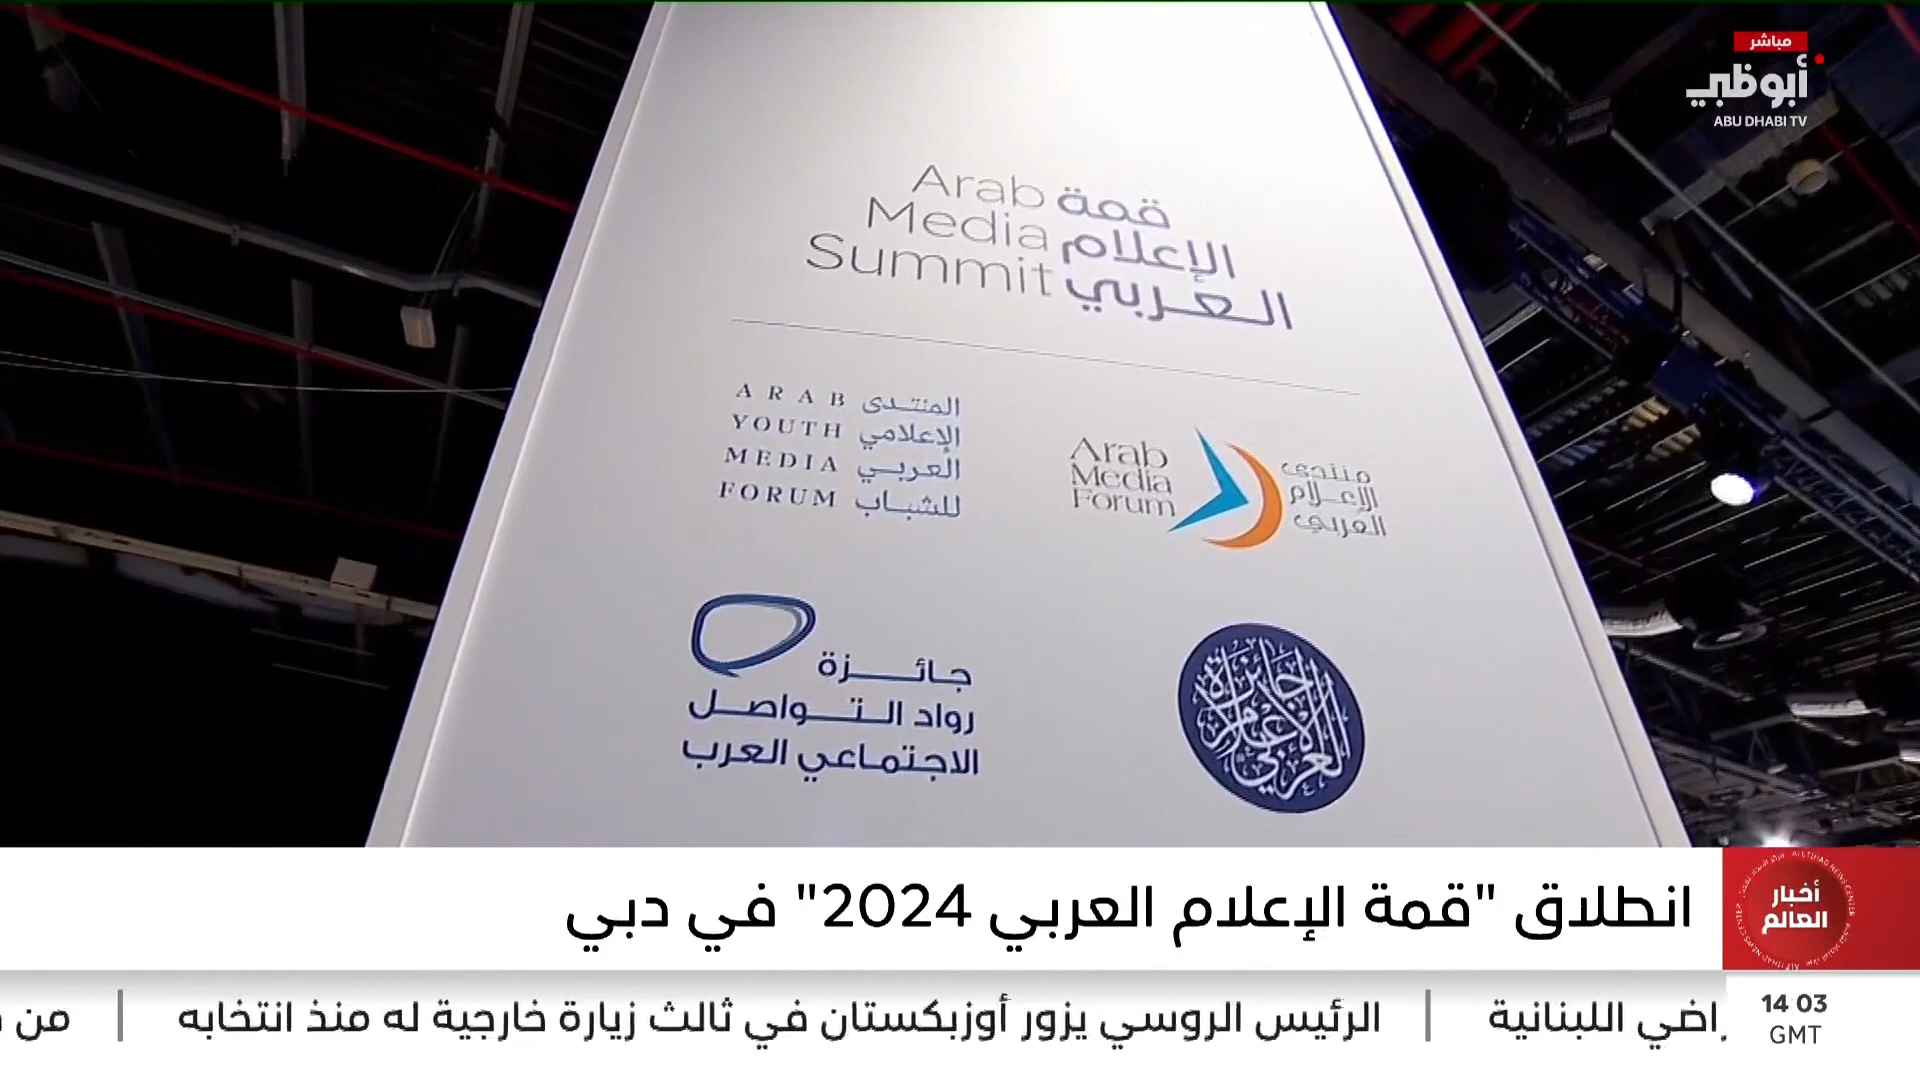 مباشر
أبوظبي
ABU DHABI TV
Arab قمة
Media الإعلام
Summit العربي
ARAB المنتدى
YOUTH الإعلامي
MEDIA العربي
FORUM للشباب
Arab منتدى
Media الإعلام
Forum العربي
جائزة
رواد التواصل
الاجتماعي العرب
جائزة الإعلام العربي
انطلاق "قمة الإعلام العربي 2024" في دبي
أخبار
العالم
راضي اللبنانية | الرئيس الروسي يزور أوزبكستان في ثالث زيارة خارجية له منذ انتخابه | من
14 03
GMT